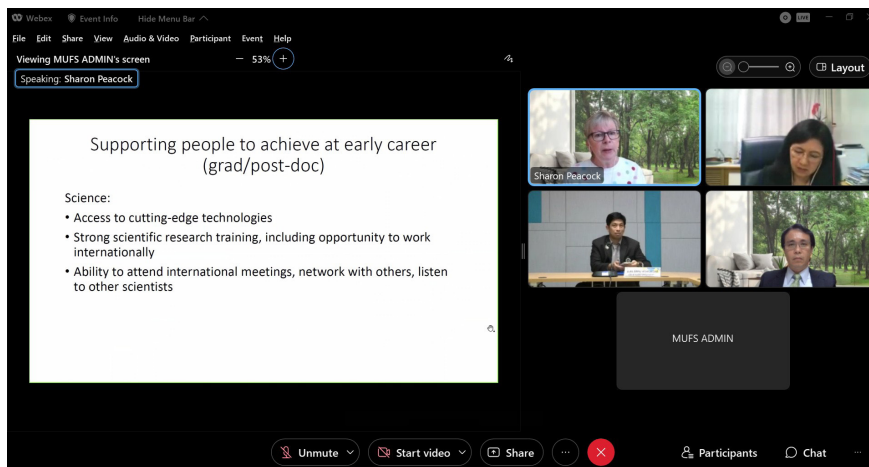 Webex Event Info Hide Menu Bar
LIVE
File Edit Share View Audio & Video Participant Event Help
Viewing MUFS ADMIN's screen
53%
Layout
Speaking: Sharon Peacock
Supporting people to achieve at early career
(grad/post-doc)
Science:
• Access to cutting-edge technologies
• Strong scientific research training, including opportunity to work
internationally
• Ability to attend international meetings, network with others, listen
to other scientists
Sharon Peacock
MUFS ADMIN
Unmute
Start video
Share
Participants
Chat